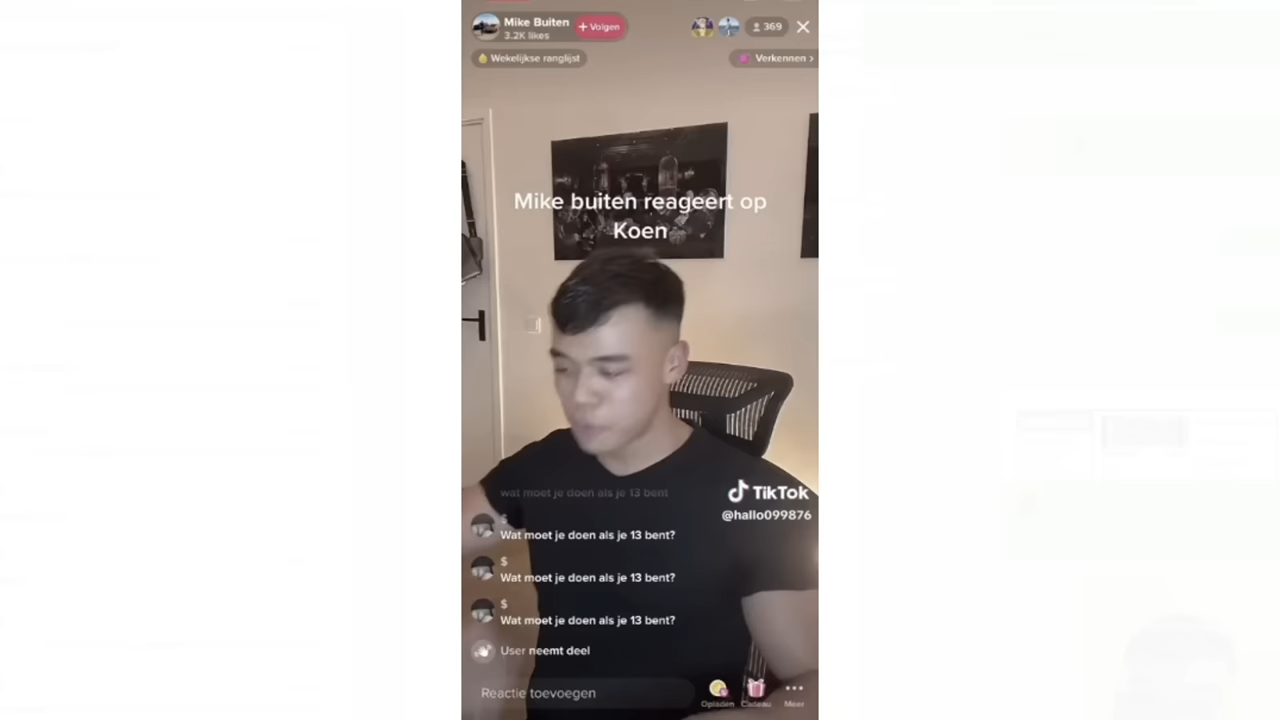 Mike Buiten
+ Volgen
3.2K likes
369
Wekelijkse ranglijst
Verkennen >
Mike buiten reageert op
Koen
wat moet je doen als je 13 bent
TikTok
@hallo099876
$
Wat moet je doen als je 13 bent?
$
Wat moet je doen als je 13 bent?
$
Wat moet je doen als je 13 bent?
User neemt deel
Reactie toevoegen
Opladen
Cadeau
Meer